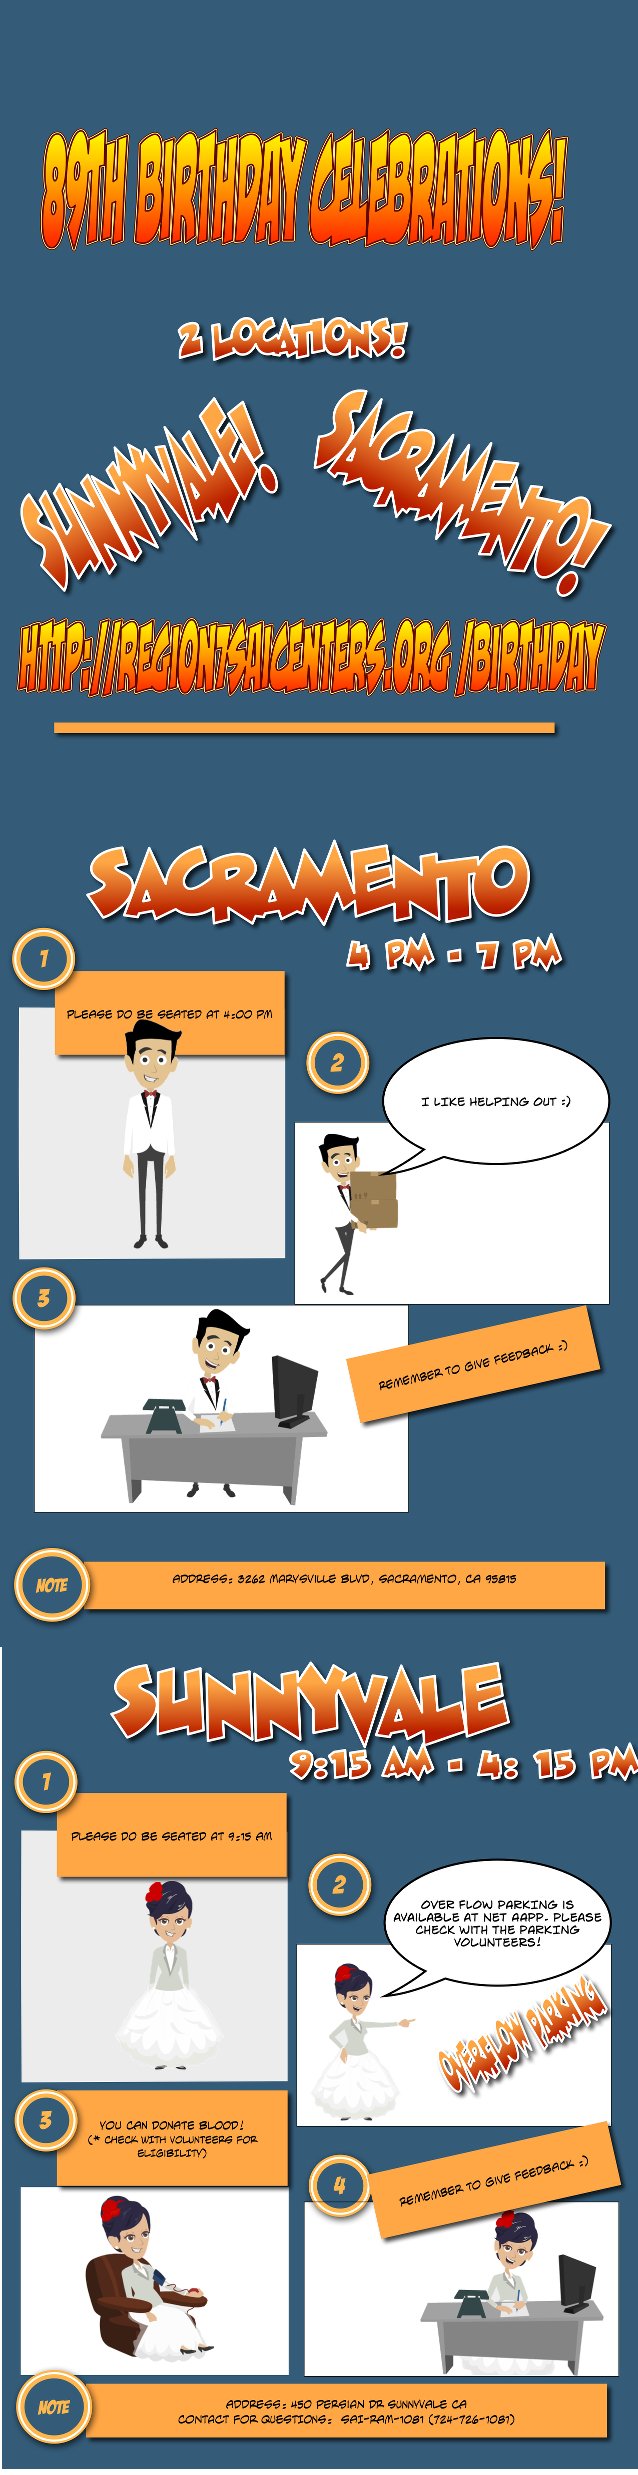 89TH BIRTHDAY CELEBRATIONS!
2 LOCATIONS!
SUNNYVALE!
SACRAMENTO!
HTTP://REGION7SAICENTERS.ORG /BIRTHDAY
SACRAMENTO
4 PM - 7 PM
1
PLEASE DO BE SEATED AT 4:00 PM
2
I LIKE HELPING OUT :)
3
REMEMBER TO GIVE FEEDBACK :)
NOTE
ADDRESS: 3262 MARYSVILLE BLVD, SACRAMENTO, CA 95815
SUNNYVALE
9:15 AM - 4: 15 PM
1
PLEASE DO BE SEATED AT 9:15 AM
2
OVER FLOW PARKING IS
AVAILABLE AT NET AAPP. PLEASE
CHECK WITH THE PARKING
VOLUNTEERS!
OVERFLOW PARKING!
3
YOU CAN DONATE BLOOD!
(* CHECK WITH VOLUNTEERS FOR
ELIGIBILITY)
4
REMEMBER TO GIVE FEEDBACK :)
NOTE
ADDRESS: 450 PERSIAN DR SUNNYVALE CA
CONTACT FOR QUESTIONS: SAI-RAM-1081 (724-726-1081)